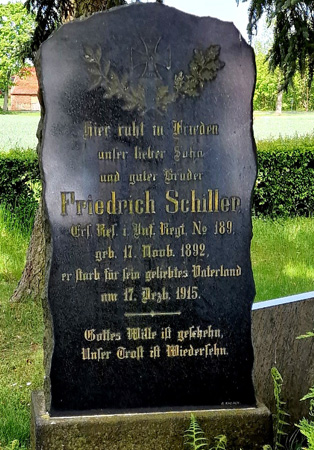 Hier ruht in Frieden
unser lieber Sohn
und guter Bruder
Friedrich Schiller,
Ers. Res. i. Inf. Regt. No 189,
geb. 17. Novb. 1892,
er starb für sein geliebtes Vaterland
am 17. Dezb. 1915.
Gottes Wille ist geschehn,
Unser Trost ist Wiedersehn.